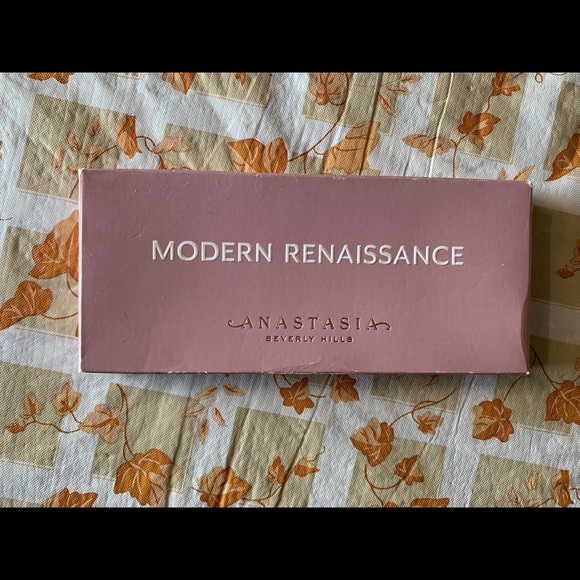 MODERN RENAISSANCE
ANASTASIA
BEVERLY HILLS